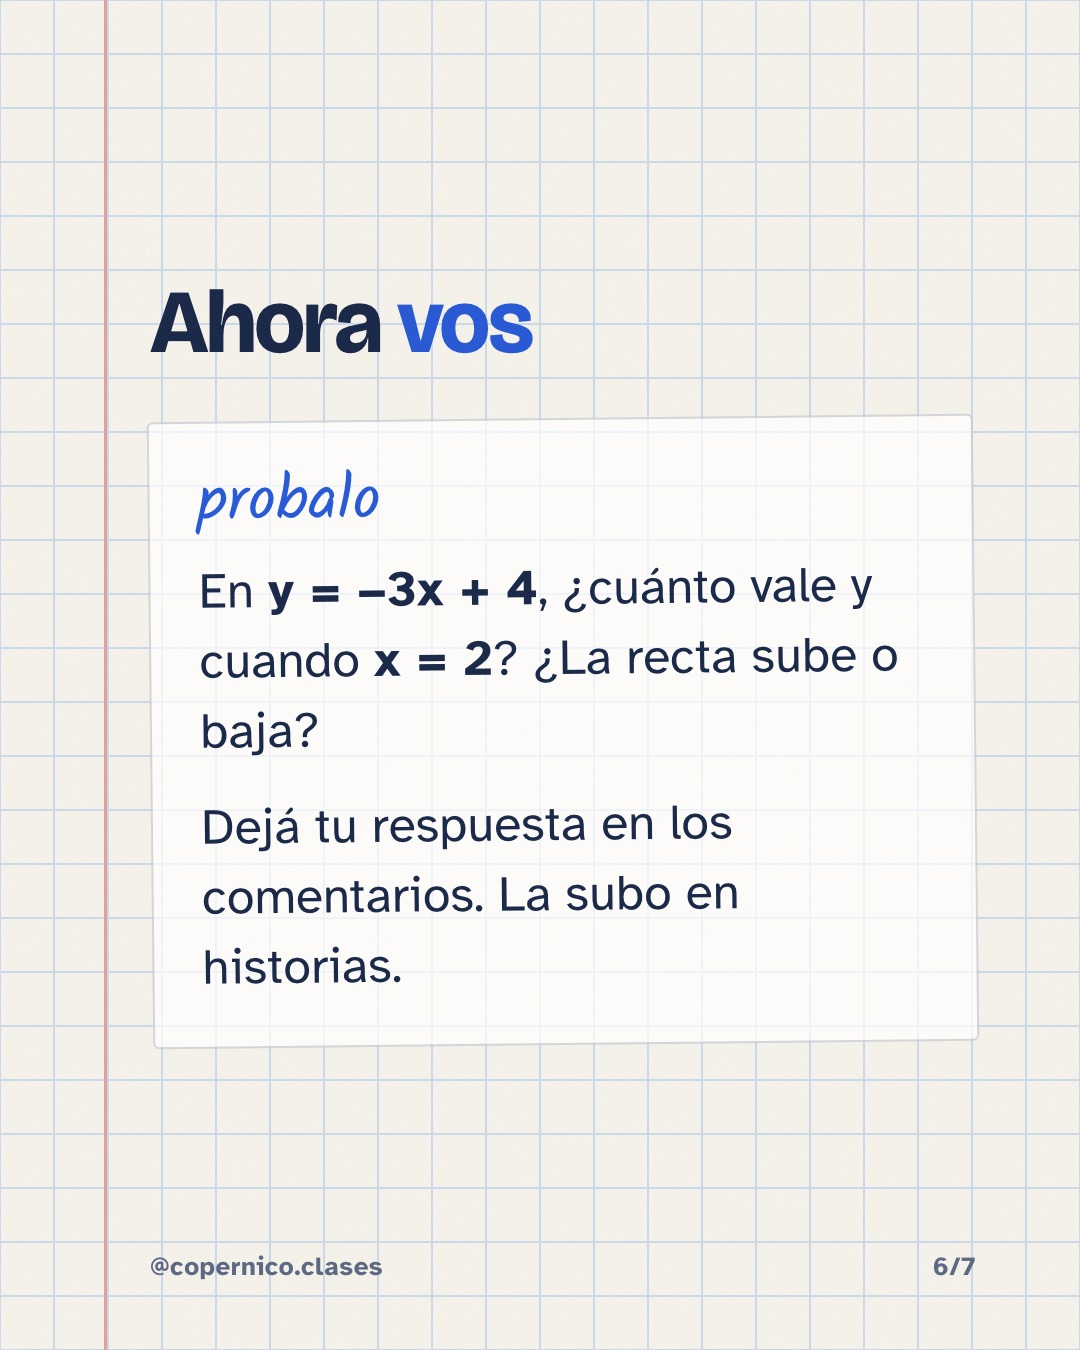 Ahora vos
probalo
En y = –3x + 4, ¿cuánto vale y
cuando x = 2? ¿La recta sube o
baja?
Dejá tu respuesta en los
comentarios. La subo en
historias.
@copernico.clases
6/7